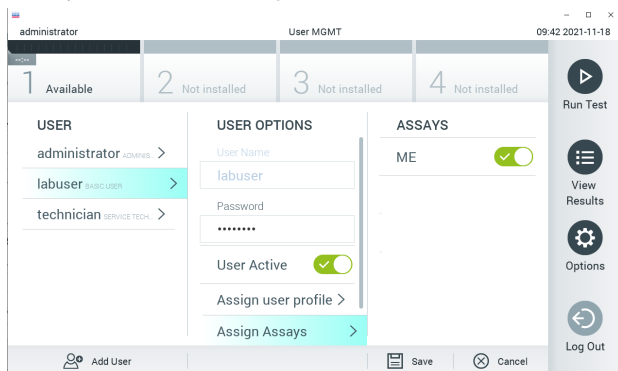 administrator User MGMT 09:42 2021-11-18
--:--
1 Available 2 Not installed 3 Not installed 4 Not installed
Run Test
USER
administrator ADMINIS..
labuser BASIC USER
technician SERVICE TECH...
USER OPTIONS
User Name
labuser
Password
••••••••
User Active
Assign user profile
Assign Assays
ASSAYS
ME
View
Results
Options
Log Out
Add User
Save
Cancel